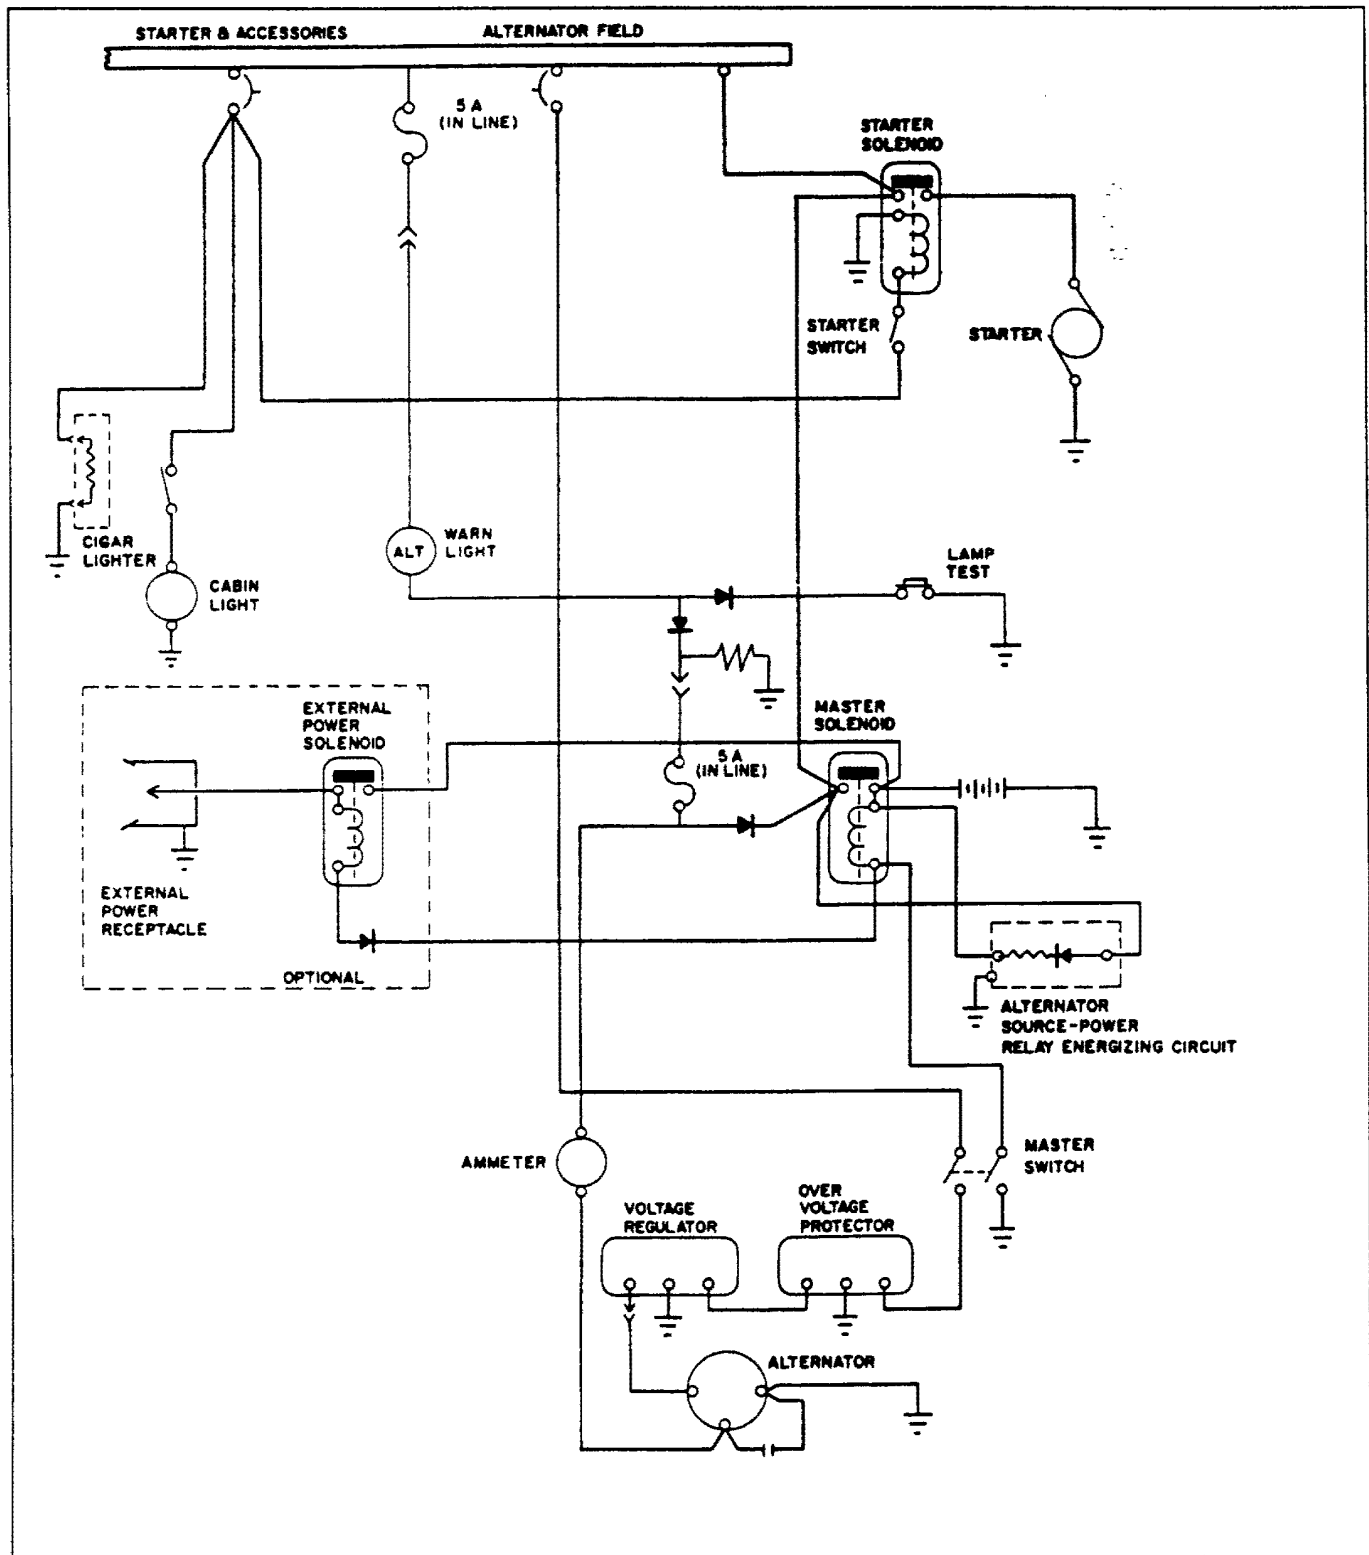 STARTER & ACCESSORIES
ALTERNATOR FIELD
5 A
(IN LINE)
STARTER
SOLENOID
STARTER
SWITCH
STARTER
CIGAR
LIGHTER
CABIN
LIGHT
ALT
WARN
LIGHT
LAMP
TEST
EXTERNAL
POWER
SOLENOID
MASTER
SOLENOID
5 A
(IN LINE)
EXTERNAL
POWER
RECEPTACLE
OPTIONAL
ALTERNATOR
SOURCE-POWER
RELAY ENERGIZING CIRCUIT
AMMETER
MASTER
SWITCH
VOLTAGE
REGULATOR
OVER
VOLTAGE
PROTECTOR
ALTERNATOR